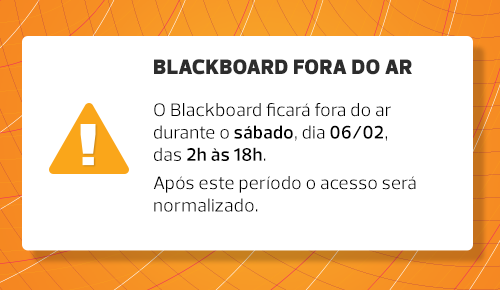 BLACKBOARD FORA DO AR
O Blackboard ficará fora do ar
durante o sábado, dia 06/02,
das 2h às 18h.
Após este período o acesso será
normalizado.